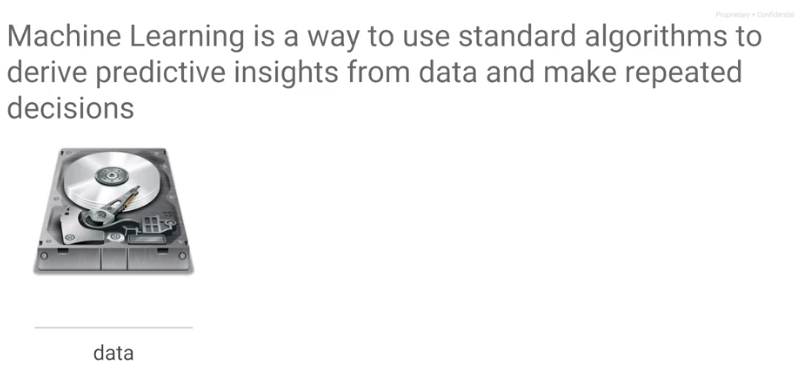 Proprietary + Confidential
Machine Learning is a way to use standard algorithms to
derive predictive insights from data and make repeated
decisions
data